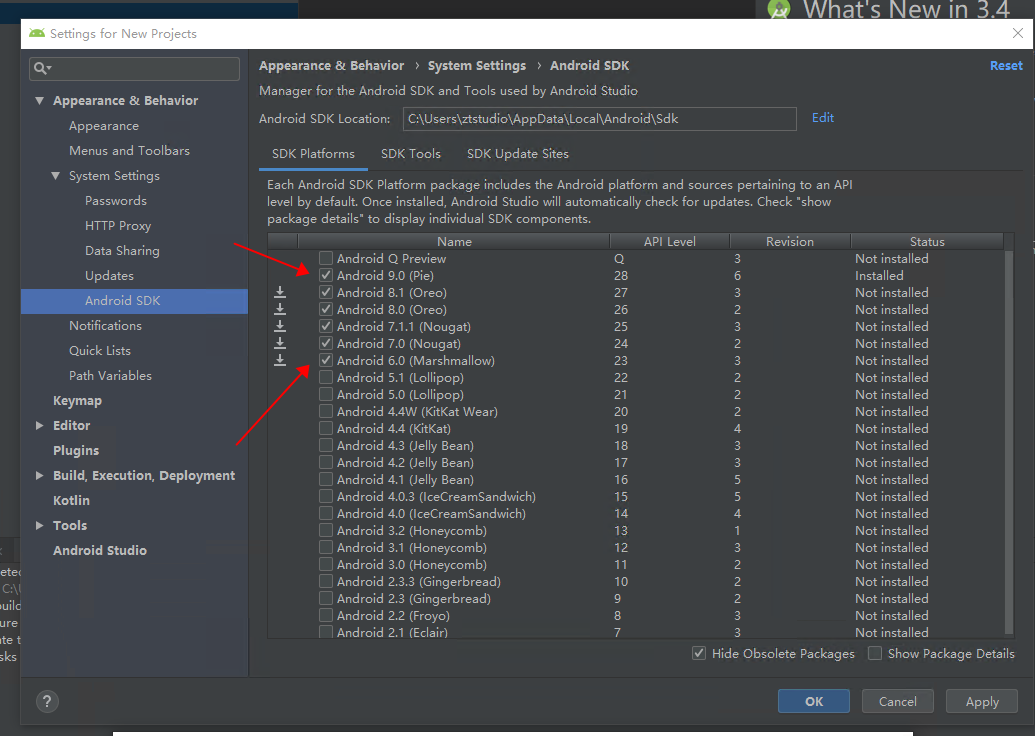 What's New in 3.4
Settings for New Projects
Appearance & Behavior › System Settings › Android SDK
Reset
Manager for the Android SDK and Tools used by Android Studio
Android SDK Location: C:\Users\ztstudio\AppData\Local\Android\Sdk Edit
Appearance & Behavior
Appearance
Menus and Toolbars
System Settings
Passwords
HTTP Proxy
Data Sharing
Updates
Android SDK
Notifications
Quick Lists
Path Variables
Keymap
Editor
Plugins
Build, Execution, Deployment
Kotlin
Tools
Android Studio
SDK Platforms SDK Tools SDK Update Sites
Each Android SDK Platform package includes the Android platform and sources pertaining to an API
level by default. Once installed, Android Studio will automatically check for updates. Check "show
package details" to display individual SDK components.
Name API Level Revision Status
Android Q Preview Q 3 Not installed
Android 9.0 (Pie) 28 6 Installed
Android 8.1 (Oreo) 27 3 Not installed
Android 8.0 (Oreo) 26 2 Not installed
Android 7.1.1 (Nougat) 25 3 Not installed
Android 7.0 (Nougat) 24 2 Not installed
Android 6.0 (Marshmallow) 23 3 Not installed
Android 5.1 (Lollipop) 22 2 Not installed
Android 5.0 (Lollipop) 21 2 Not installed
Android 4.4W (KitKat Wear) 20 2 Not installed
Android 4.4 (KitKat) 19 4 Not installed
Android 4.3 (Jelly Bean) 18 3 Not installed
Android 4.2 (Jelly Bean) 17 3 Not installed
Android 4.1 (Jelly Bean) 16 5 Not installed
Android 4.0.3 (IceCreamSandwich) 15 5 Not installed
Android 4.0 (IceCreamSandwich) 14 4 Not installed
Android 3.2 (Honeycomb) 13 1 Not installed
Android 3.1 (Honeycomb) 12 3 Not installed
Android 3.0 (Honeycomb) 11 2 Not installed
Android 2.3.3 (Gingerbread) 10 2 Not installed
Android 2.3 (Gingerbread) 9 2 Not installed
Android 2.2 (Froyo) 8 3 Not installed
Android 2.1 (Eclair) 7 3 Not installed
Hide Obsolete Packages Show Package Details
? OK Cancel Apply